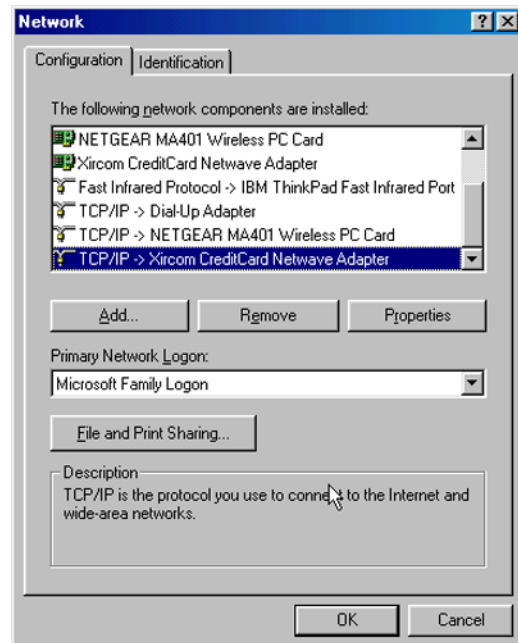 Network
Configuration Identification
The following network components are installed:
NETGEAR MA401 Wireless PC Card
Xircom CreditCard Netwave Adapter
Fast Infrared Protocol -> IBM ThinkPad Fast Infrared Port
TCP/IP -> Dial-Up Adapter
TCP/IP -> NETGEAR MA401 Wireless PC Card
TCP/IP -> Xircom CreditCard Netwave Adapter
Add... Remove Properties
Primary Network Logon:
Microsoft Family Logon
File and Print Sharing...
Description
TCP/IP is the protocol you use to connect to the Internet and
wide-area networks.
OK Cancel